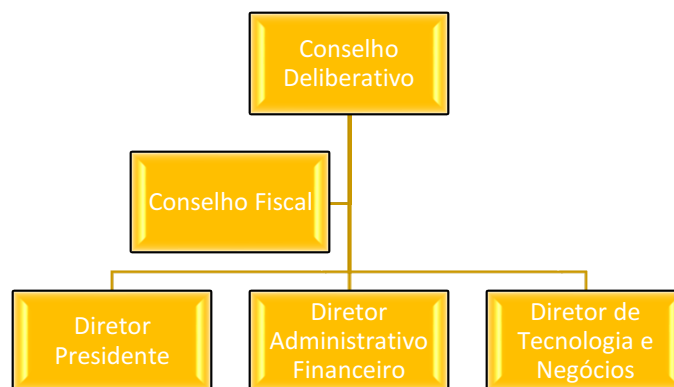 Conselho
Deliberativo
Conselho Fiscal
Diretor
Presidente
Diretor
Administrativo
Financeiro
Diretor de
Tecnologia e
Negócios